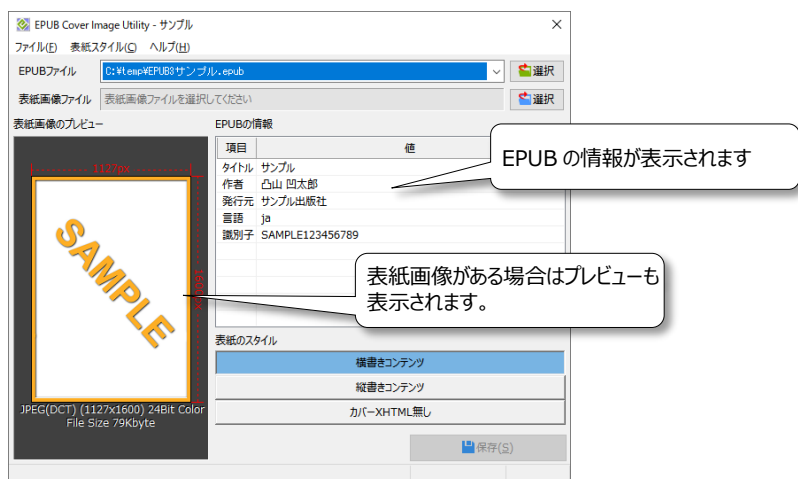 EPUB Cover Image Utility - サンプル
ファイル(F) 表紙スタイル(C) ヘルプ(H)
EPUBファイル C:¥temp¥EPUB3サンプル.epub 選択
表紙画像ファイル 表紙画像ファイルを選択してください 選択
表紙画像のプレビュー
1127px
SAMPLE
1600px
JPEG(DCT) (1127x1600) 24Bit Color
File Size 79Kbyte
EPUBの情報
項目 値
タイトル サンプル
作者 凸山 凹太郎
発行元 サンプル出版社
言語 ja
識別子 SAMPLE123456789
EPUB の情報が表示されます
表紙画像がある場合はプレビューも
表示されます。
表紙のスタイル
横書きコンテンツ
縦書きコンテンツ
カバーXHTML無し
保存(S)